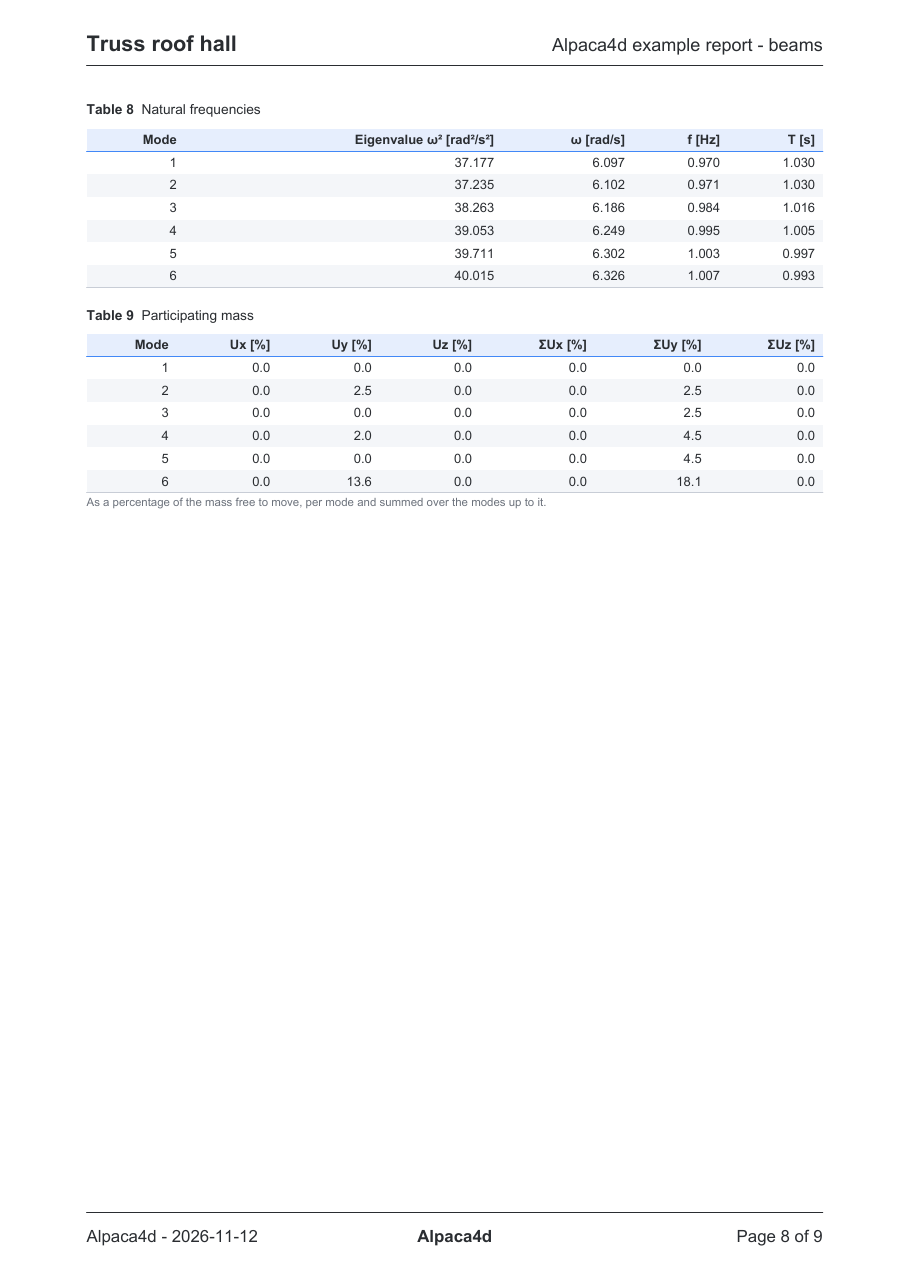 Truss roof hall Alpaca4d example report - beams
Table 8 Natural frequencies
Mode Eigenvalue ω² [rad²/s²] ω [rad/s] f [Hz] T [s]
1 37.177 6.097 0.970 1.030
2 37.235 6.102 0.971 1.030
3 38.263 6.186 0.984 1.016
4 39.053 6.249 0.995 1.005
5 39.711 6.302 1.003 0.997
6 40.015 6.326 1.007 0.993
Table 9 Participating mass
Mode Ux [%] Uy [%] Uz [%] ΣUx [%] ΣUy [%] ΣUz [%]
1 0.0 0.0 0.0 0.0 0.0 0.0
2 0.0 2.5 0.0 0.0 2.5 0.0
3 0.0 0.0 0.0 0.0 2.5 0.0
4 0.0 2.0 0.0 0.0 4.5 0.0
5 0.0 0.0 0.0 0.0 4.5 0.0
6 0.0 13.6 0.0 0.0 18.1 0.0
As a percentage of the mass free to move, per mode and summed over the modes up to it.
Alpaca4d - 2026-11-12 Alpaca4d Page 8 of 9